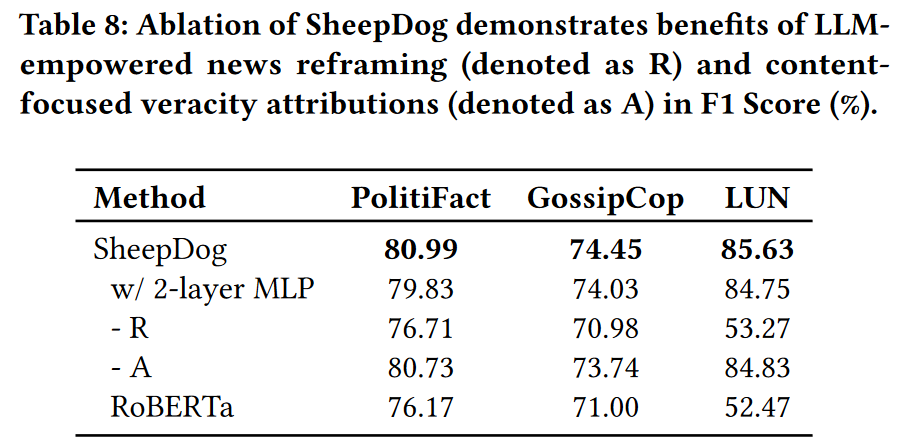 Table 8: Ablation of SheepDog demonstrates benefits of LLM-
empowered news reframing (denoted as R) and content-
focused veracity attributions (denoted as A) in F1 Score (%).
Method PolitiFact GossipCop LUN
SheepDog 80.99 74.45 85.63
w/ 2-layer MLP 79.83 74.03 84.75
- R 76.71 70.98 53.27
- A 80.73 73.74 84.83
RoBERTa 76.17 71.00 52.47